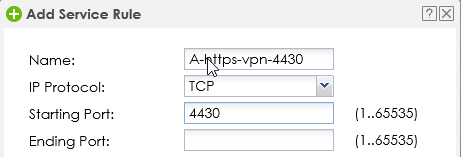 Add Service Rule
Name: A-https-vpn-4430
IP Protocol: TCP
Starting Port: 4430 (1..65535)
Ending Port: (1..65535)